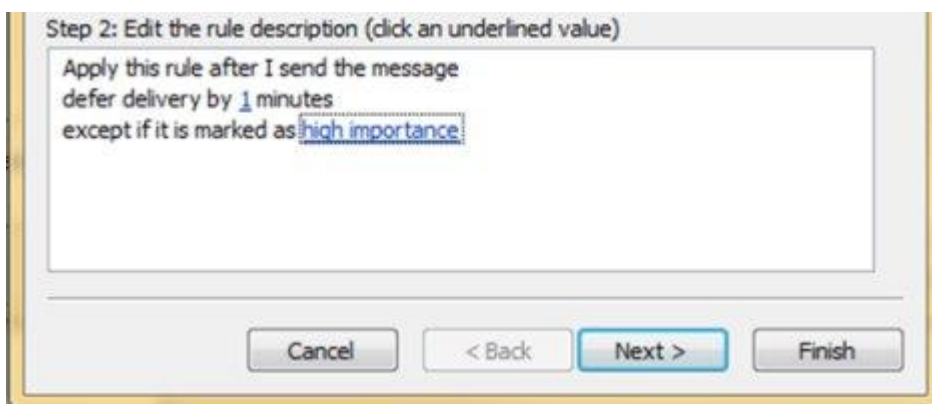 Step 2: Edit the rule description (click an underlined value)
Apply this rule after I send the message
defer delivery by 1 minutes
except if it is marked as high importance
Cancel
< Back
Next >
Finish